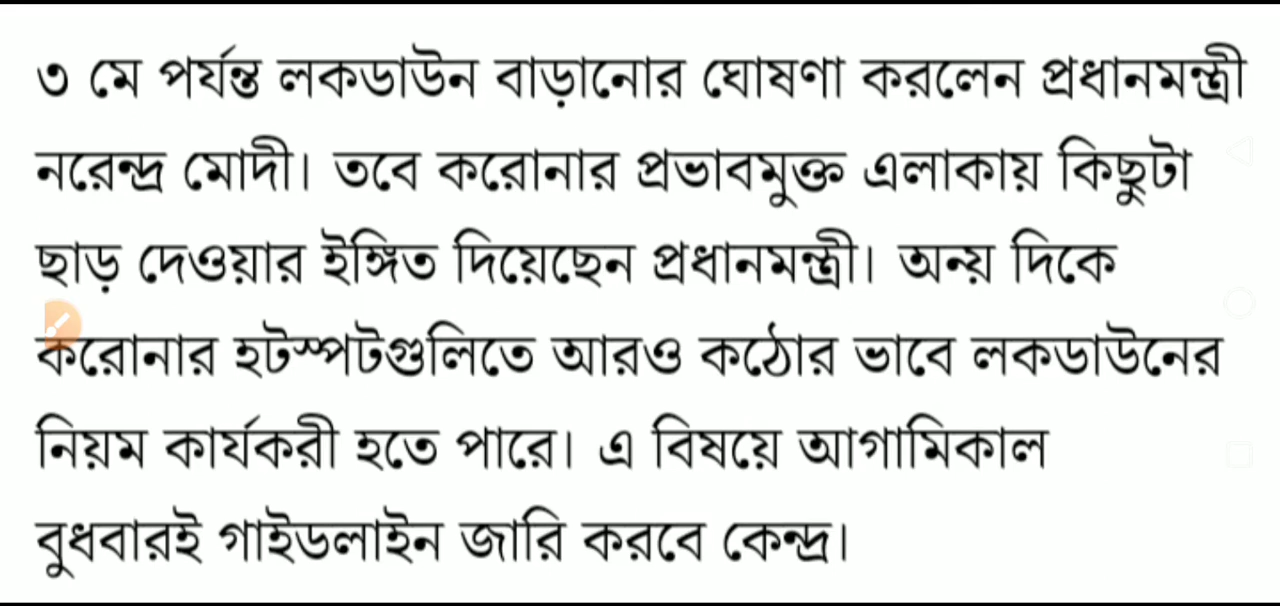 ৩ মে পর্যন্ত লকডাউন বাড়ানোর ঘোষণা করলেন প্রধানমন্ত্রী
নরেন্দ্র মোদী। তবে করোনার প্রভাবমুক্ত এলাকায় কিছুটা
ছাড় দেওয়ার ইঙ্গিত দিয়েছেন প্রধানমন্ত্রী। অন্য় দিকে
করোনার হটস্পটগুলিতে আরও কঠোর ভাবে লকডাউনের
নিয়ম কার্যকরী হতে পারে। এ বিষয়ে আগামিকাল
বুধবারই গাইডলাইন জারি করবে কেন্দ্র।